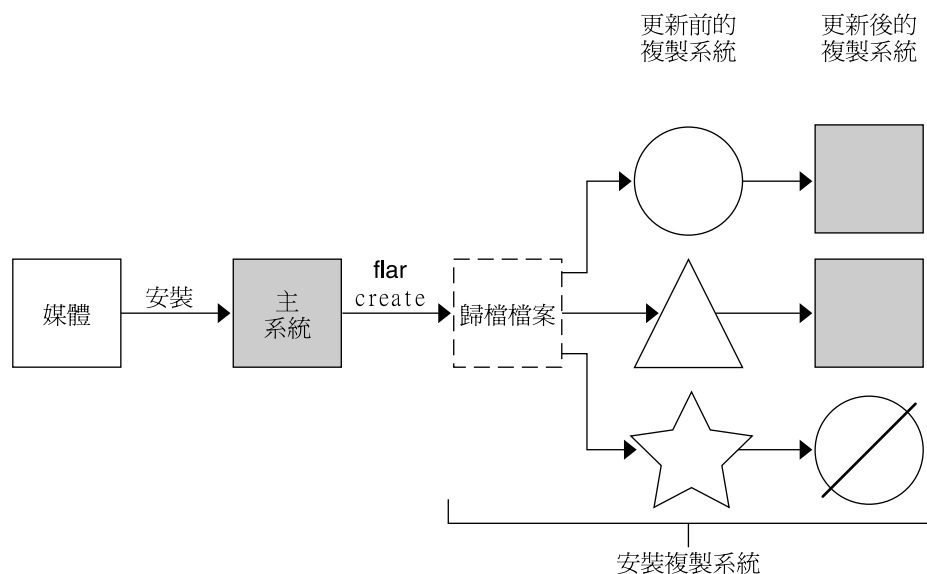 更新前的
複製系統
更新後的
複製系統
媒體
安裝
主
系統
flar
create
歸檔檔案
安裝複製系統